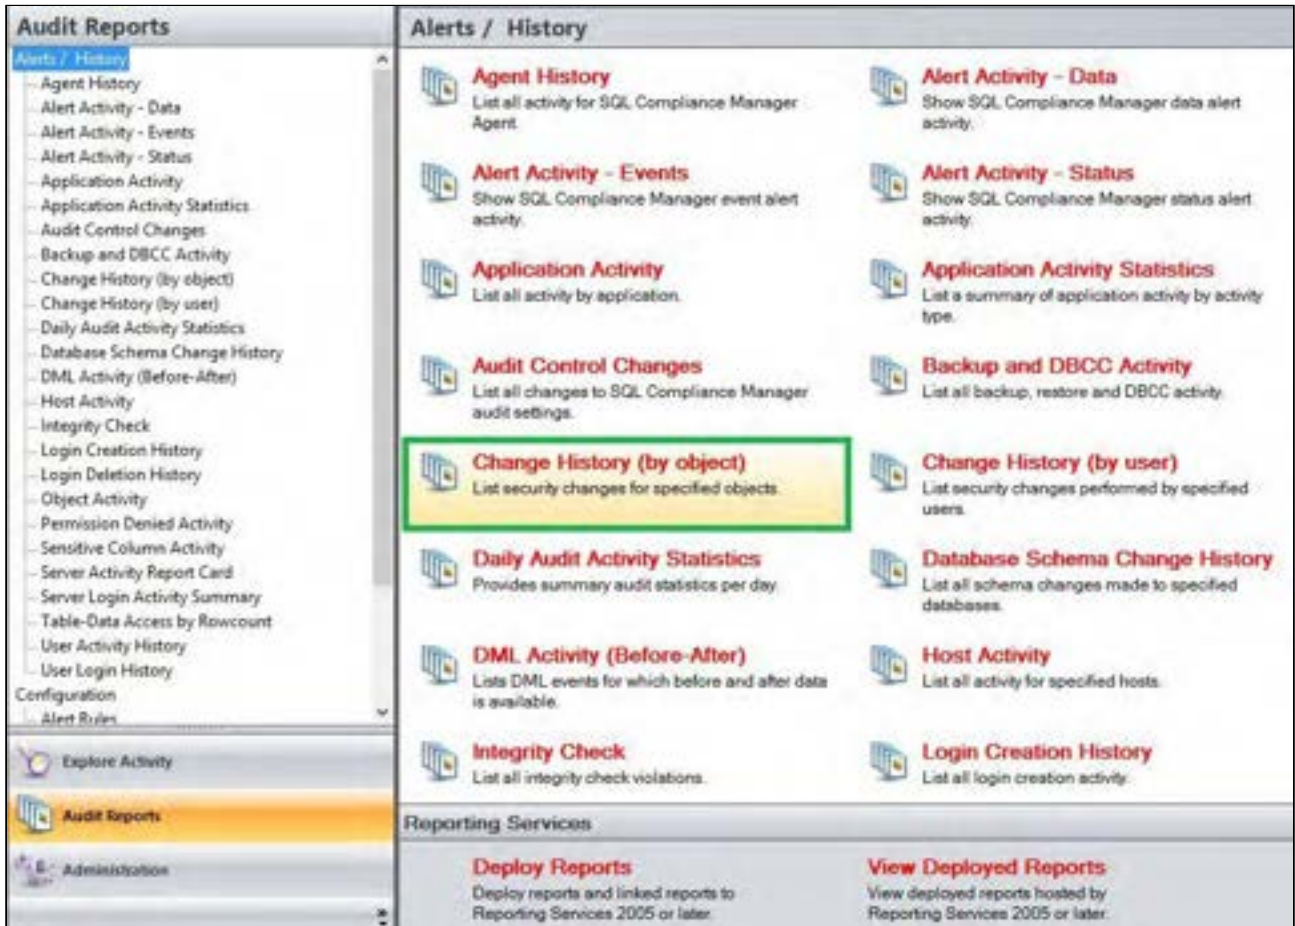 Audit Reports
Alerts / History
Agent History
Alert Activity - Data
Alert Activity - Events
Alert Activity - Status
Application Activity
Application Activity Statistics
Audit Control Changes
Backup and DBCC Activity
Change History (by object)
Change History (by user)
Daily Audit Activity Statistics
Database Schema Change History
DML Activity (Before-After)
Host Activity
Integrity Check
Login Creation History
Login Deletion History
Object Activity
Permission Denied Activity
Sensitive Column Activity
Server Activity Report Card
Server Login Activity Summary
Table-Data Access by Rowcount
User Activity History
User Login History
Configuration
Alert Rules
Explore Activity
Audit Reports
Administration
Alerts / History
Agent History
List all activity for SQL Compliance Manager
Agent.
Alert Activity - Data
Show SQL Compliance Manager data alert
activity.
Alert Activity - Events
Show SQL Compliance Manager event alert
activity.
Alert Activity - Status
Show SQL Compliance Manager status alert
activity.
Application Activity
List all activity by application.
Application Activity Statistics
List a summary of application activity by activity
type.
Audit Control Changes
List all changes to SQL Compliance Manager
audit settings.
Backup and DBCC Activity
List all backup, restore and DBCC activity.
Change History (by object)
List security changes for specified objects.
Change History (by user)
List security changes performed by specified
users.
Daily Audit Activity Statistics
Provides summary audit statistics per day.
Database Schema Change History
List all schema changes made to specified
databases.
DML Activity (Before-After)
Lists DML events for which before and after data
is available.
Host Activity
List all activity for specified hosts.
Integrity Check
List all integrity check violations.
Login Creation History
List all login creation activity.
Reporting Services
Deploy Reports
Deploy reports and linked reports to
Reporting Services 2005 or later.
View Deployed Reports
View deployed reports hosted by
Reporting Services 2005 or later.